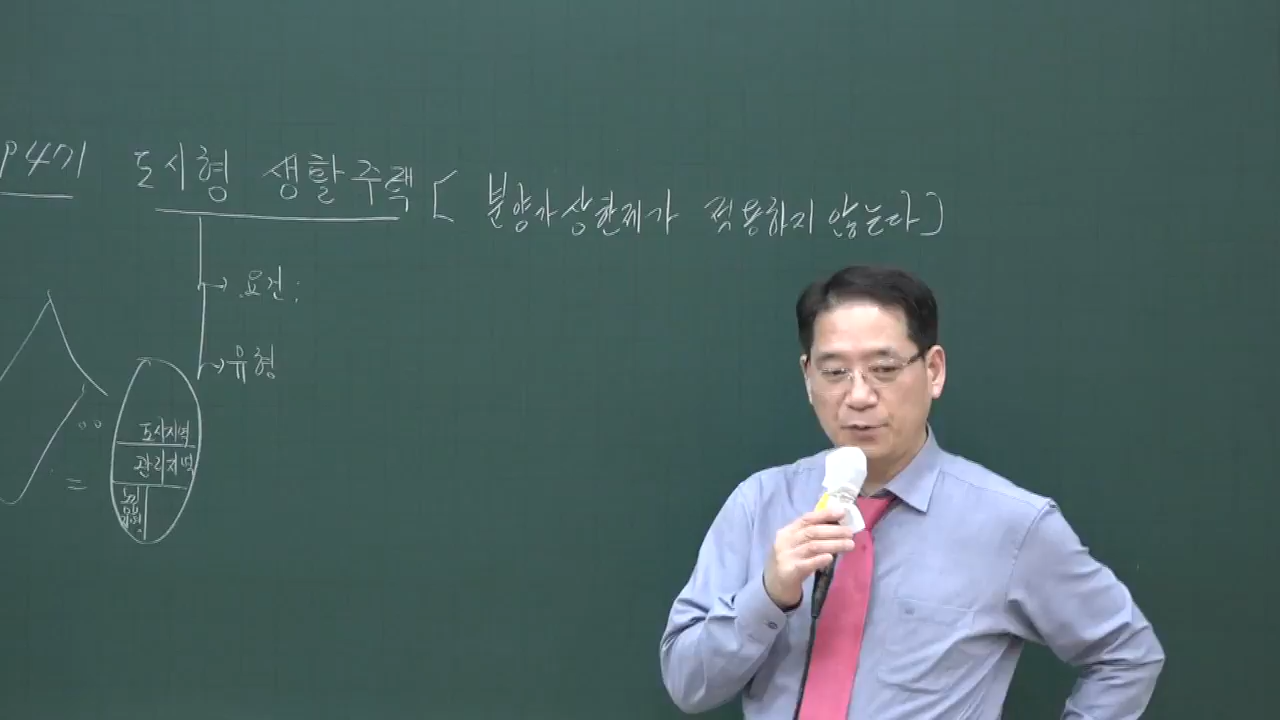 P47 도시형 생활주택 [ 분양가상한제가 적용하지 않는다 ]
→ 요건 :
→ 유형
도시지역
관리지역